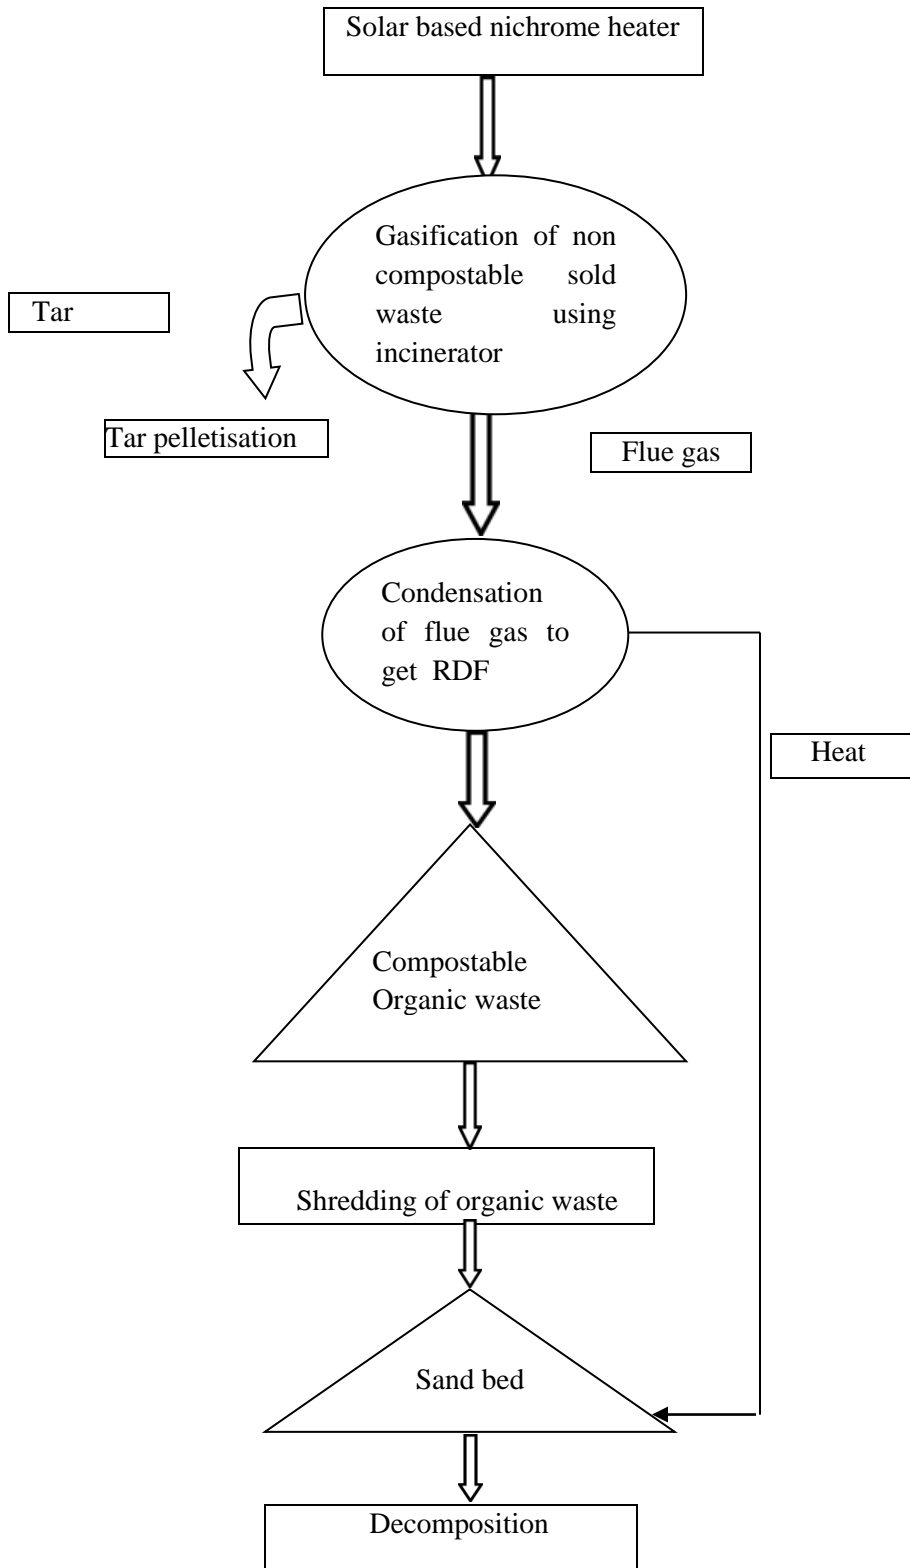 Solar based nichrome heater
Gasification of non
compostable sold
waste using
incinerator
Tar
Tar pelletisation
Flue gas
Condensation
of flue gas to
get RDF
Heat
Compostable
Organic waste
Shredding of organic waste
Sand bed
Decomposition